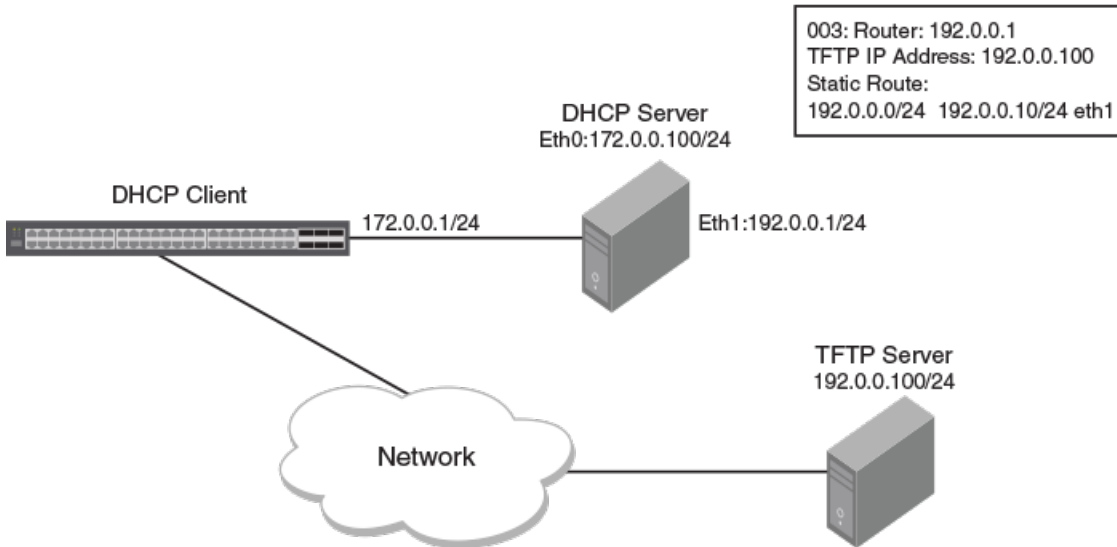 003: Router: 192.0.0.1
TFTP IP Address: 192.0.0.100
Static Route:
192.0.0.0/24 192.0.0.10/24 eth1
DHCP Server
Eth0:172.0.0.100/24
DHCP Client
172.0.0.1/24
Eth1:192.0.0.1/24
TFTP Server
192.0.0.100/24
Network